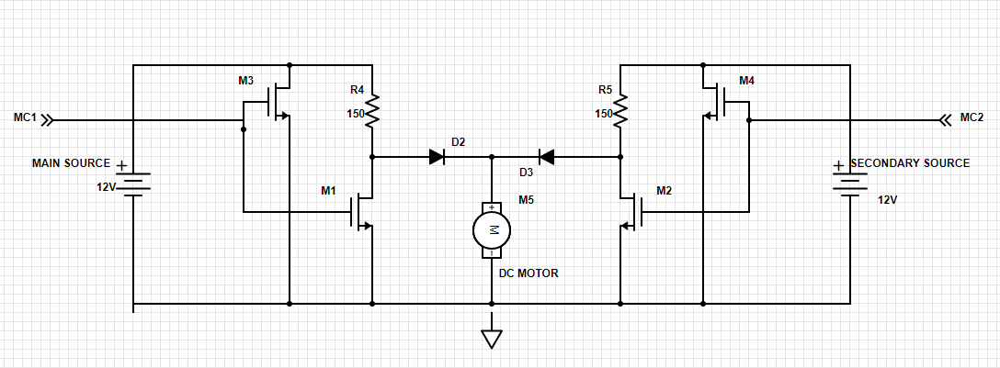 M3
R4
150
MC1
MAIN SOURCE
+
12V
M1
D2
D3
M5
+
M
-
DC MOTOR
R5
150
M4
MC2
+
SECONDARY SOURCE
12V
M2